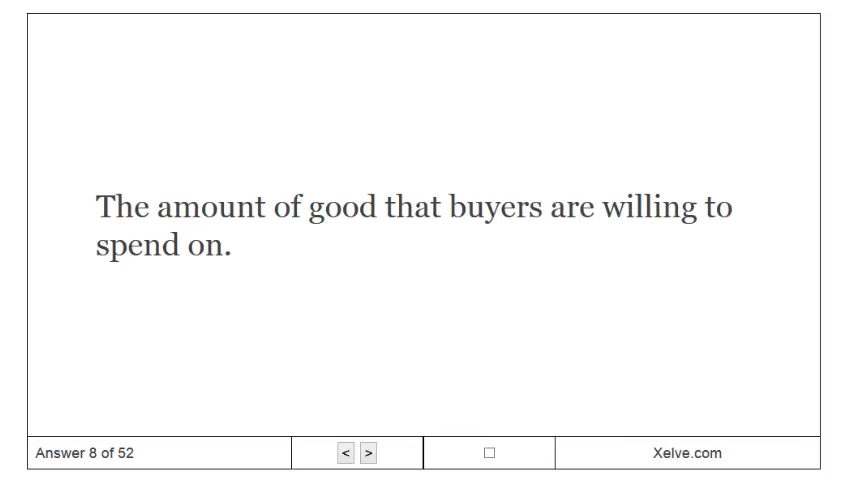 The amount of good that buyers are willing to
spend on.
Answer 8 of 52
< >
Xelve.com